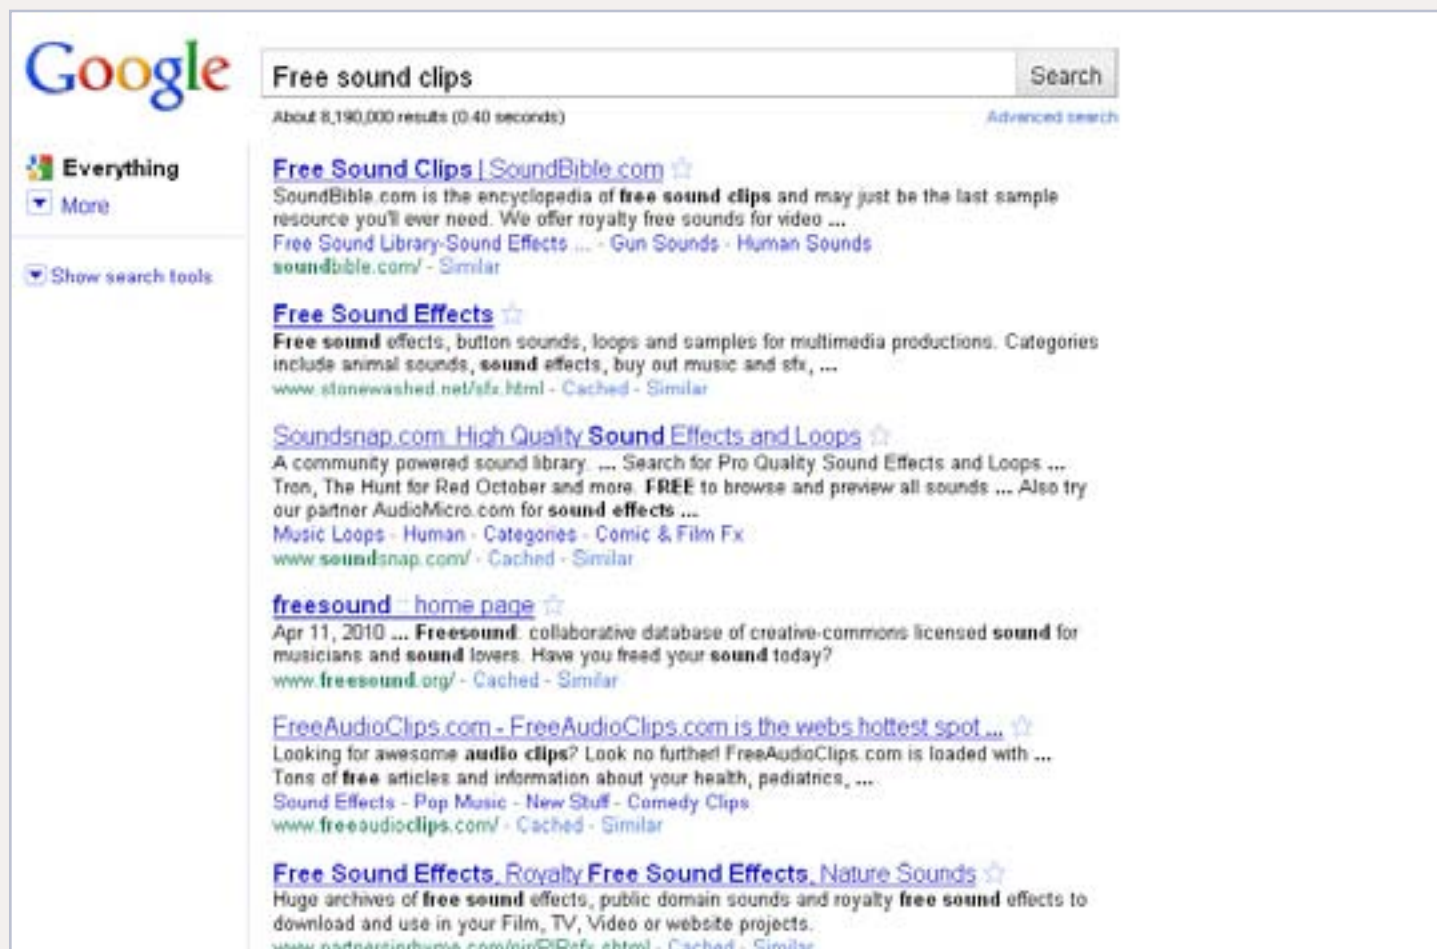 Google
Free sound clips
Search
About 8,190,000 results (0.40 seconds)
Advanced search
Everything
More
Show search tools
Free Sound Clips | SoundBible.com
SoundBible.com is the encyclopedia of free sound clips and may just be the last sample
resource you'll ever need. We offer royalty free sounds for video ...
Free Sound Library-Sound Effects ... - Gun Sounds - Human Sounds
soundbible.com/ - Similar
Free Sound Effects
Free sound effects, button sounds, loops and samples for multimedia productions. Categories
include animal sounds, sound effects, buy out music and sfx, ...
www.stonewashed.net/sfx.html - Cached - Similar
Soundsnap.com: High Quality Sound Effects and Loops
A community powered sound library. ... Search for Pro Quality Sound Effects and Loops ...
Tron, The Hunt for Red October and more. FREE to browse and preview all sounds ... Also try
our partner AudioMicro.com for sound effects ...
Music Loops - Human - Categories - Comic & Film Fx
www.soundsnap.com/ - Cached - Similar
freesound :: home page
Apr 11, 2010 ... Freesound: collaborative database of creative-commons licensed sound for
musicians and sound lovers. Have you freed your sound today?
www.freesound.org/ - Cached - Similar
FreeAudioClips.com - FreeAudioClips.com is the webs hottest spot ...
Looking for awesome audio clips? Look no further! FreeAudioClips.com is loaded with ...
Tons of free articles and information about your health, pediatrics, ...
Sound Effects - Pop Music - New Stuff - Comedy Clips
www.freeaudioclips.com/ - Cached - Similar
Free Sound Effects, Royalty Free Sound Effects, Nature Sounds
Huge archives of free sound effects, public domain sounds and royalty free sound effects to
download and use in your Film, TV, Video or website projects.
- Cached - Similar